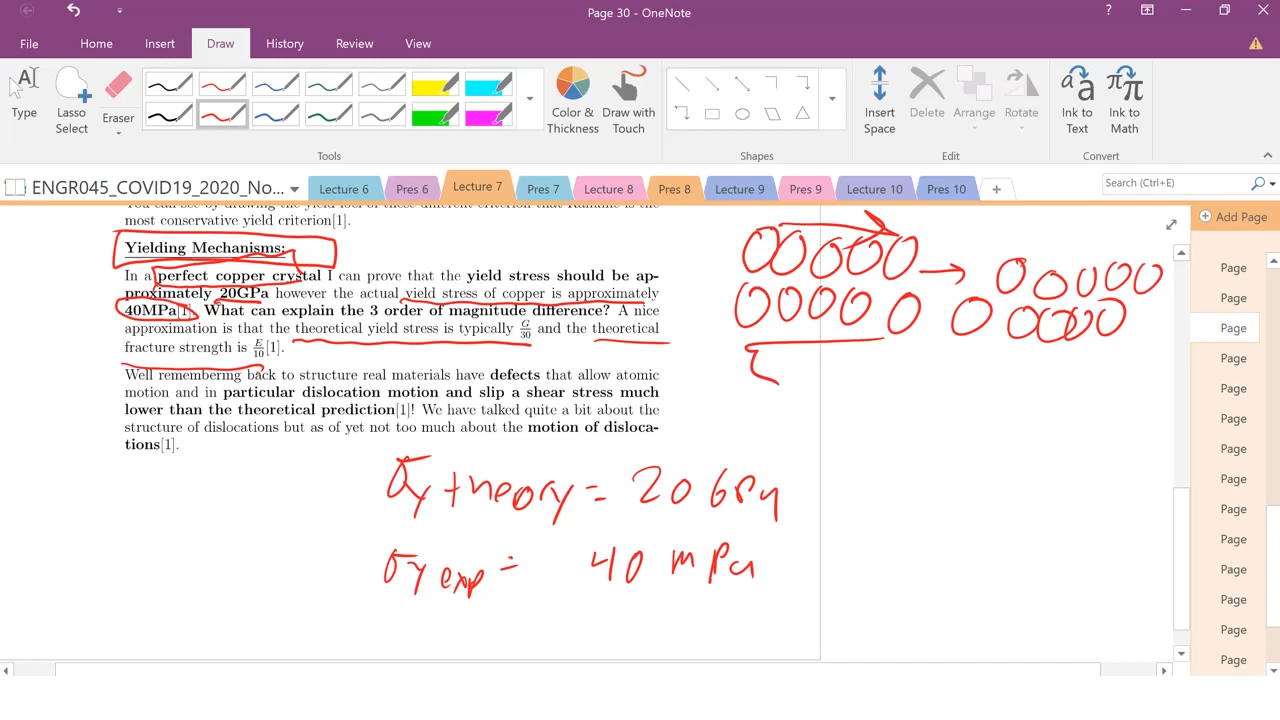 Page 30 - OneNote
?
File Home Insert Draw History Review View
Type
Lasso Select
Eraser
Color & Thickness
Draw with Touch
Insert Space
Delete
Arrange
Rotate
Ink to Text
Ink to Math
Tools Shapes Edit Convert
ENGR045_COVID19_2020_No...
Lecture 6 Pres 6 Lecture 7 Pres 7 Lecture 8 Pres 8 Lecture 9 Pres 9 Lecture 10 Pres 10 +
Search (Ctrl+E)
Add Page
most conservative yield criterion[1].
Yielding Mechanisms:
In a perfect copper crystal I can prove that the yield stress should be ap-
proximately 20GPa however the actual yield stress of copper is approximately
40MPa[1]. What can explain the 3 order of magnitude difference? A nice
approximation is that the theoretical yield stress is typically G/30 and the theoretical
fracture strength is E/10[1].
Well remembering back to structure real materials have defects that allow atomic
motion and in particular dislocation motion and slip a shear stress much
lower than the theoretical prediction[1]! We have talked quite a bit about the
structure of dislocations but as of yet not too much about the motion of disloca-
tions[1].
σy theory = 20 GPa
σy exp = 40 mPa
Page
Page
Page
Page
Page
Page
Page
Page
Page
Page
Page
Page
Page
Page